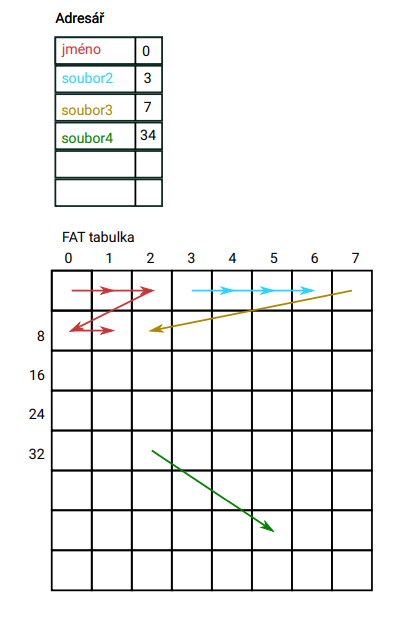 Adresář
jméno 0
soubor2 3
soubor3 7
soubor4 34
FAT tabulka
0 1 2 3 4 5 6 7
8
16
24
32